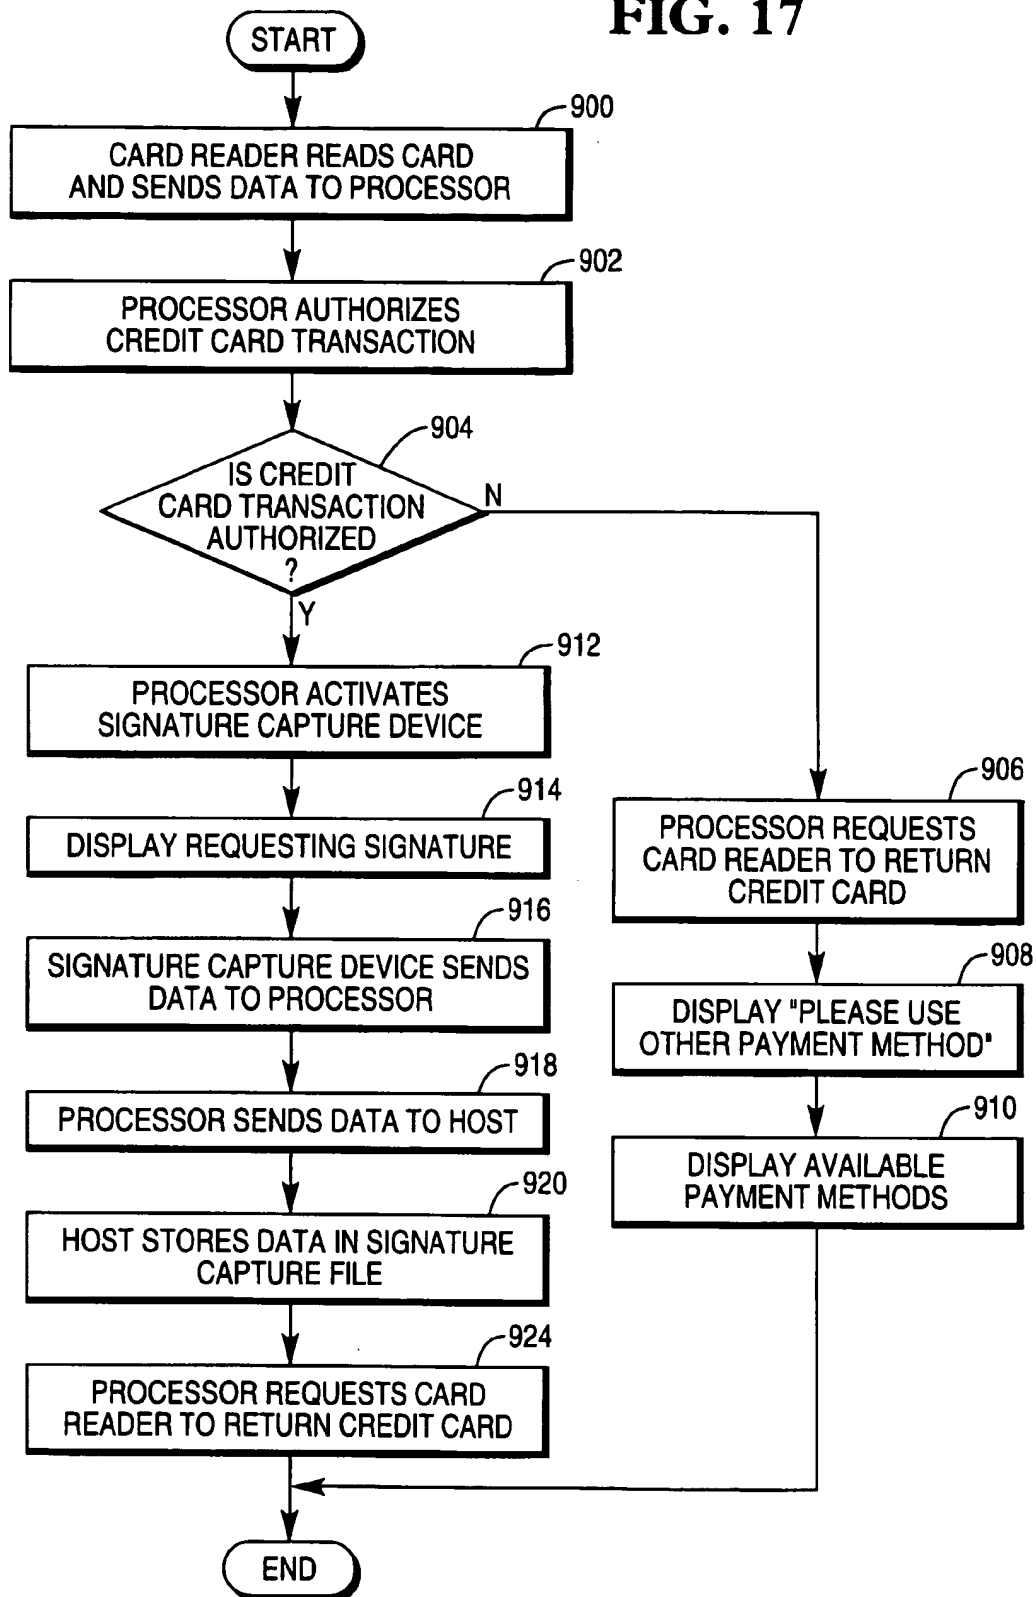 FIG. 17
START
900
CARD READER READS CARD
AND SENDS DATA TO PROCESSOR
902
PROCESSOR AUTHORIZES
CREDIT CARD TRANSACTION
904
IS CREDIT
CARD TRANSACTION
AUTHORIZED
?
N
Y
912
PROCESSOR ACTIVATES
SIGNATURE CAPTURE DEVICE
914
DISPLAY REQUESTING SIGNATURE
916
SIGNATURE CAPTURE DEVICE SENDS
DATA TO PROCESSOR
918
PROCESSOR SENDS DATA TO HOST
920
HOST STORES DATA IN SIGNATURE
CAPTURE FILE
924
PROCESSOR REQUESTS CARD
READER TO RETURN CREDIT CARD
906
PROCESSOR REQUESTS
CARD READER TO RETURN
CREDIT CARD
908
DISPLAY "PLEASE USE
OTHER PAYMENT METHOD"
910
DISPLAY AVAILABLE
PAYMENT METHODS
END